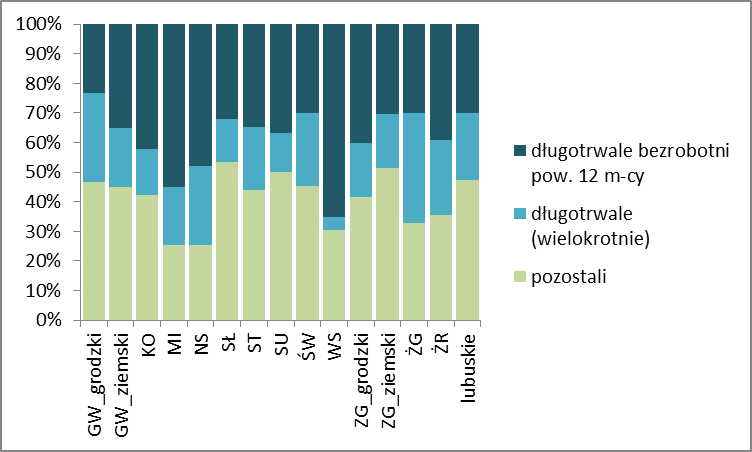 100%
90%
80%
70%
60%
50%
40%
30%
20%
10%
0%
GW_grodzki
GW_ziemski
KO
MI
NS
SŁ
ST
SU
ŚW
WS
ZG_grodzki
ZG_ziemski
ŻG
ŻR
lubuskie
długotrwale bezrobotni
pow. 12 m-cy
długotrwale
(wielokrotnie)
pozostali